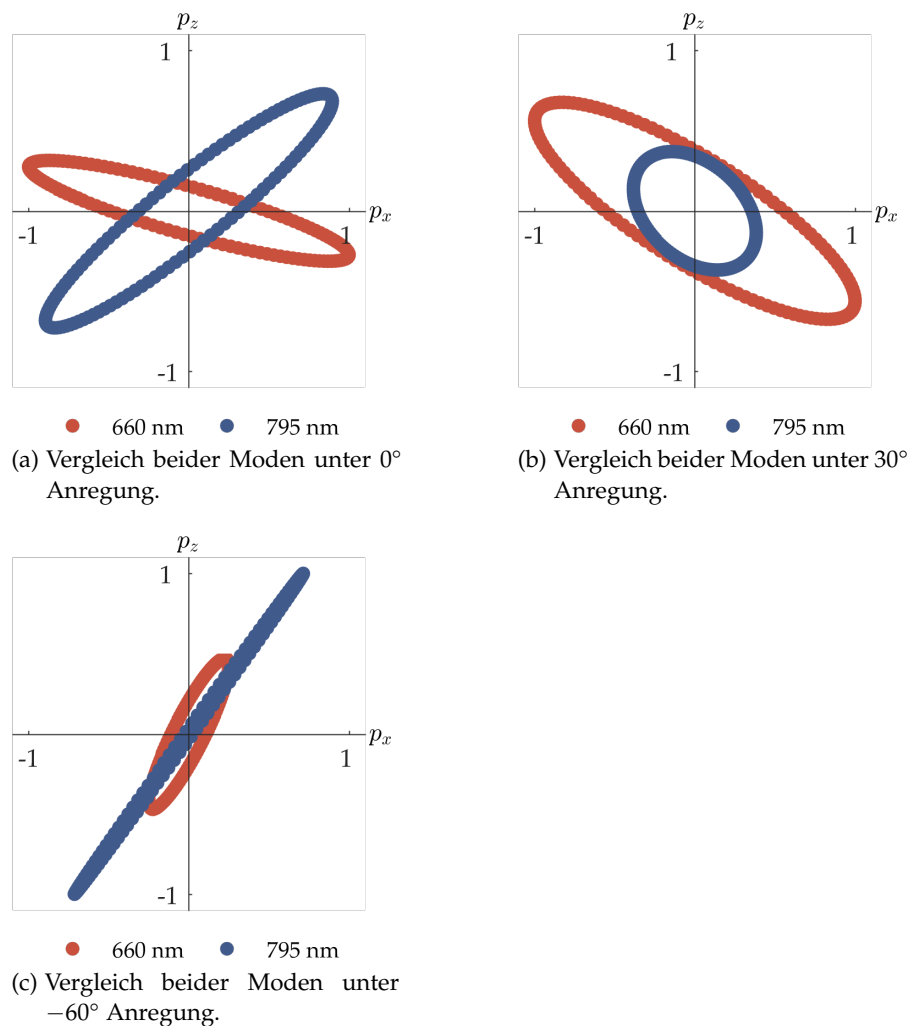 p_z
1
p_x
-1
1
-1
660 nm
795 nm
(a) Vergleich beider Moden unter 0°
Anregung.
p_z
1
p_x
-1
1
-1
660 nm
795 nm
(b) Vergleich beider Moden unter 30°
Anregung.
p_z
1
p_x
-1
1
-1
660 nm
795 nm
(c) Vergleich beider Moden unter
−60° Anregung.